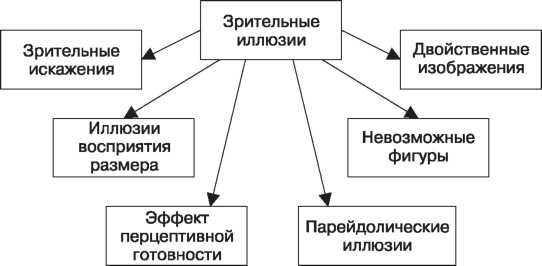 Зрительные
иллюзии
Зрительные
искажения
Двойственные
изображения
Иллюзии
восприятия
размера
Невозможные
фигуры
Эффект
перцептивной
готовности
Парейдолические
иллюзии